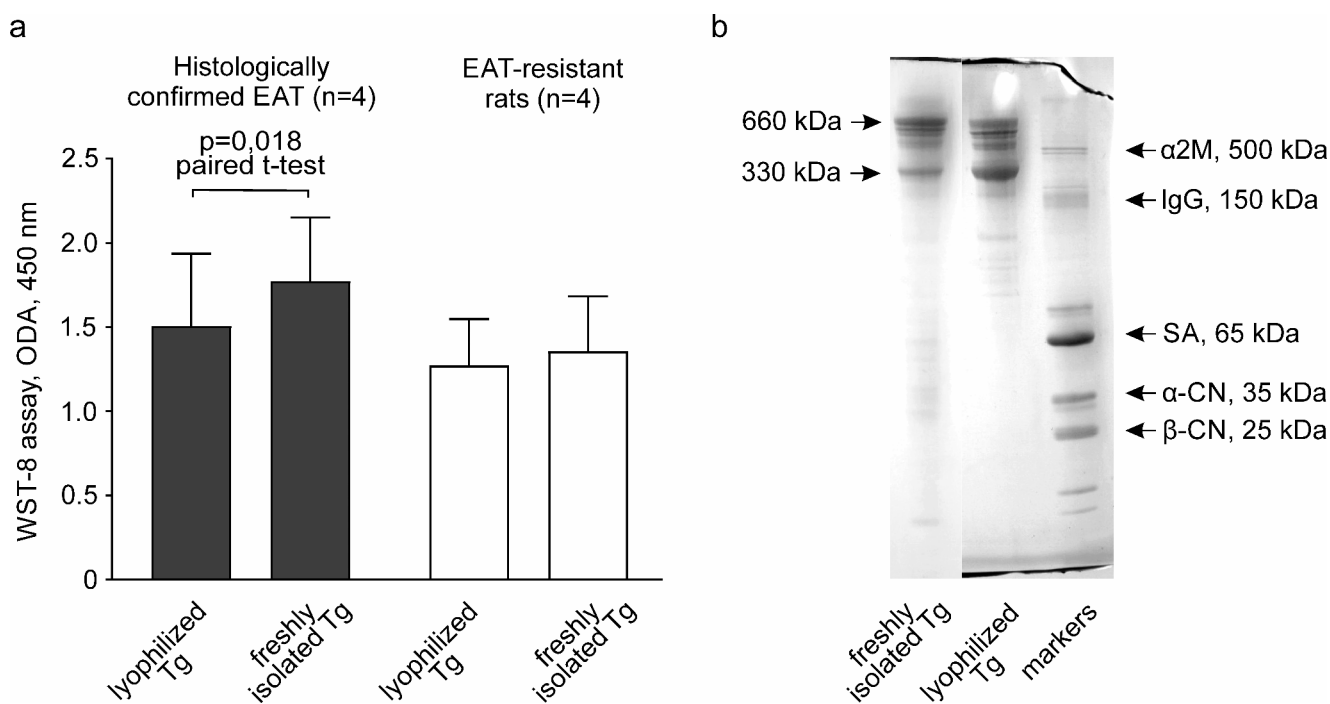 a
Histologically
confirmed EAT (n=4)
EAT-resistant
rats (n=4)
p=0,018
paired t-test
WST-8 assay, ODA, 450 nm
2.5
2.0
1.5
1.0
0.5
0
lyophilized
Tg
freshly
isolated Tg
lyophilized
Tg
freshly
isolated Tg
b
660 kDa
330 kDa
α2M, 500 kDa
IgG, 150 kDa
SA, 65 kDa
α-CN, 35 kDa
β-CN, 25 kDa
freshly
isolated Tg
lyophilized
Tg
markers